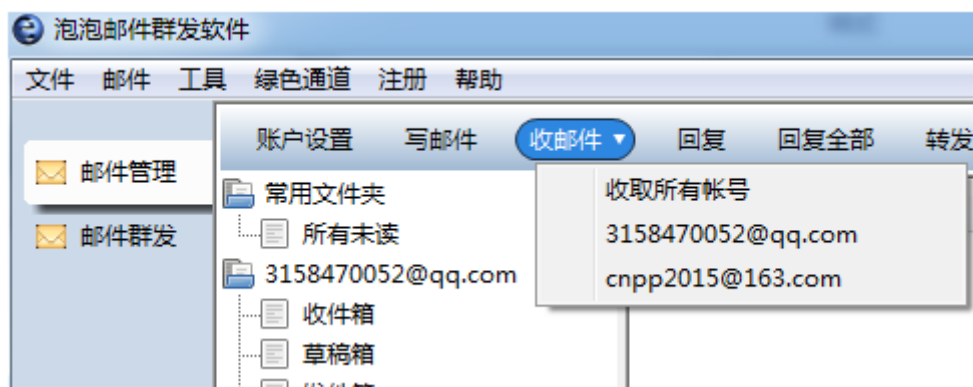 泡泡邮件群发软件
文件 邮件 工具 绿色通道 注册 帮助
账户设置 写邮件 收邮件 回复 回复全部 转发
邮件管理
邮件群发
常用文件夹
所有未读
3158470052@qq.com
收件箱
草稿箱
收取所有帐号
3158470052@qq.com
cnpp2015@163.com